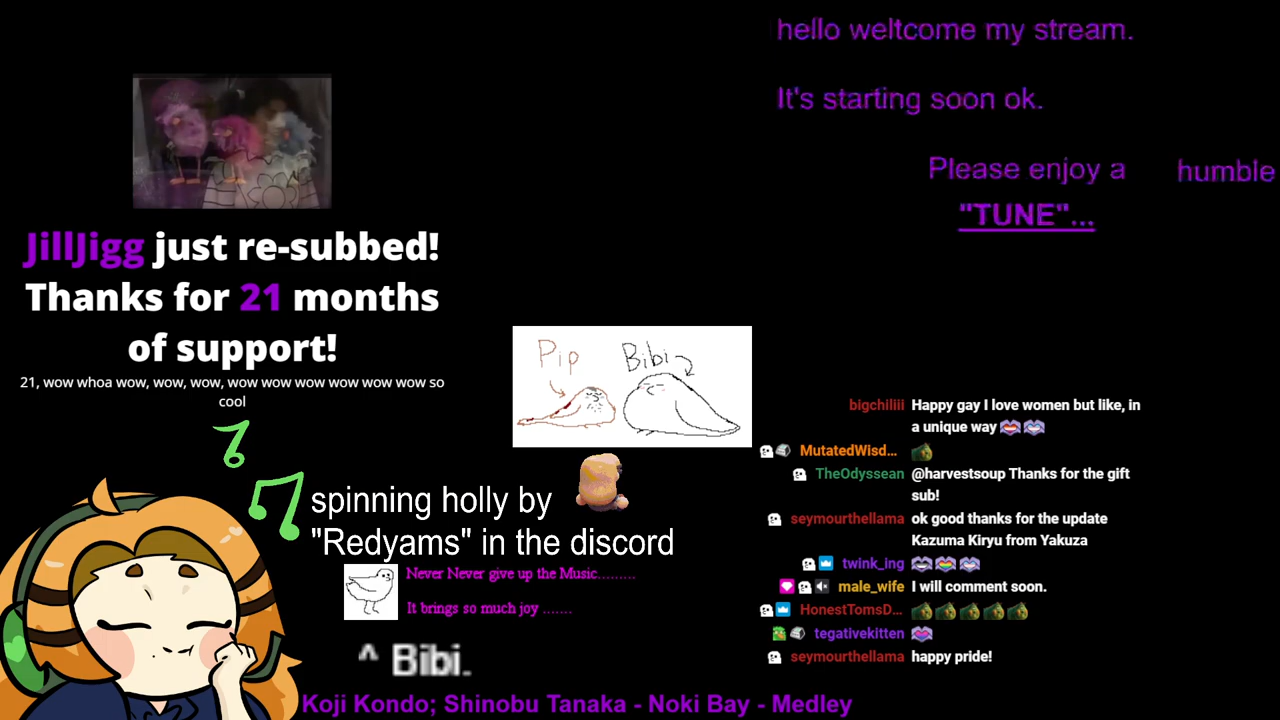 hello weltcome my stream.
It's starting soon ok.
Please enjoy a humble
"TUNE"...
JillJigg just re-subbed!
Thanks for 21 months
of support!
21, wow whoa wow, wow, wow, wow wow wow wow wow wow so
cool
Pip
Bibi
spinning holly by
"Redyams" in the discord
Never Never give up the Music.........
It brings so much joy .......
^ Bibi.
Koji Kondo; Shinobu Tanaka - Noki Bay - Medley
bigchiliii Happy gay I love women but like, in
a unique way
MutatedWisd...
TheOdyssean @harvestsoup Thanks for the gift
sub!
seymourthellama ok good thanks for the update
Kazuma Kiryu from Yakuza
twink_ing
male_wife I will comment soon.
HonestTomsD...
tegativekitten
seymourthellama happy pride!